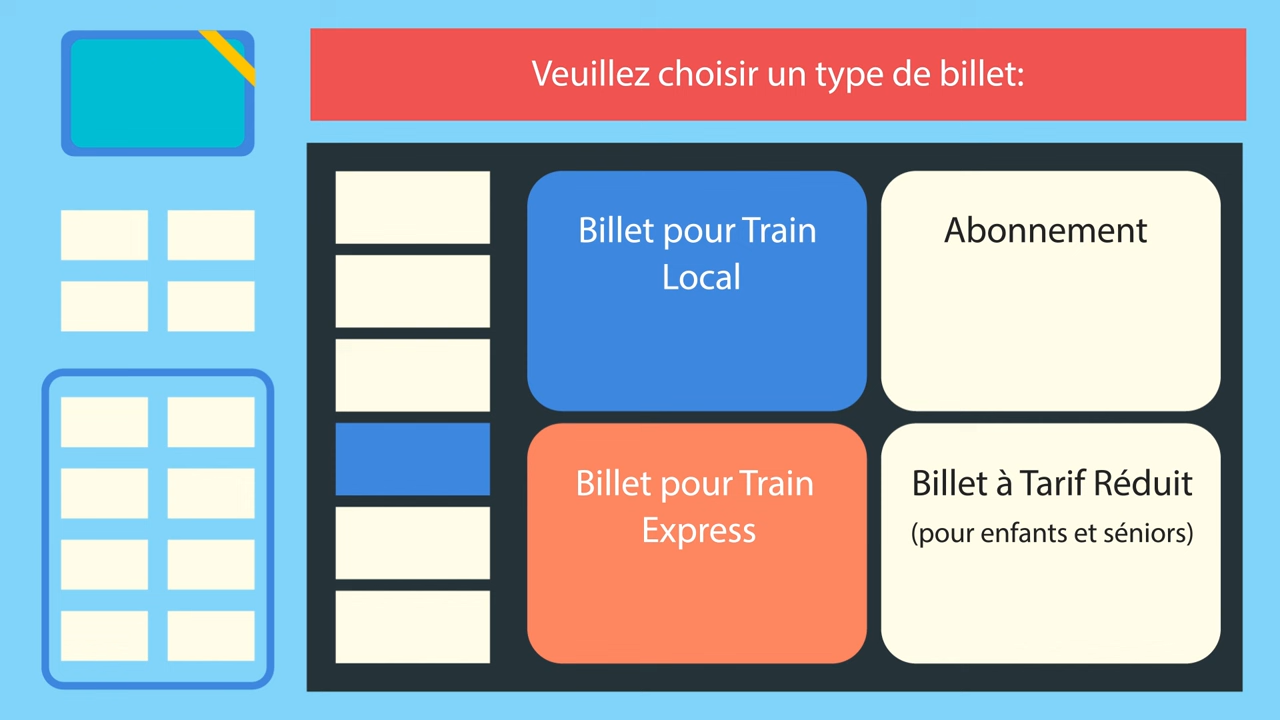 Veuillez choisir un type de billet:
Billet pour Train
Local
Abonnement
Billet pour Train
Express
Billet à Tarif Réduit
(pour enfants et séniors)